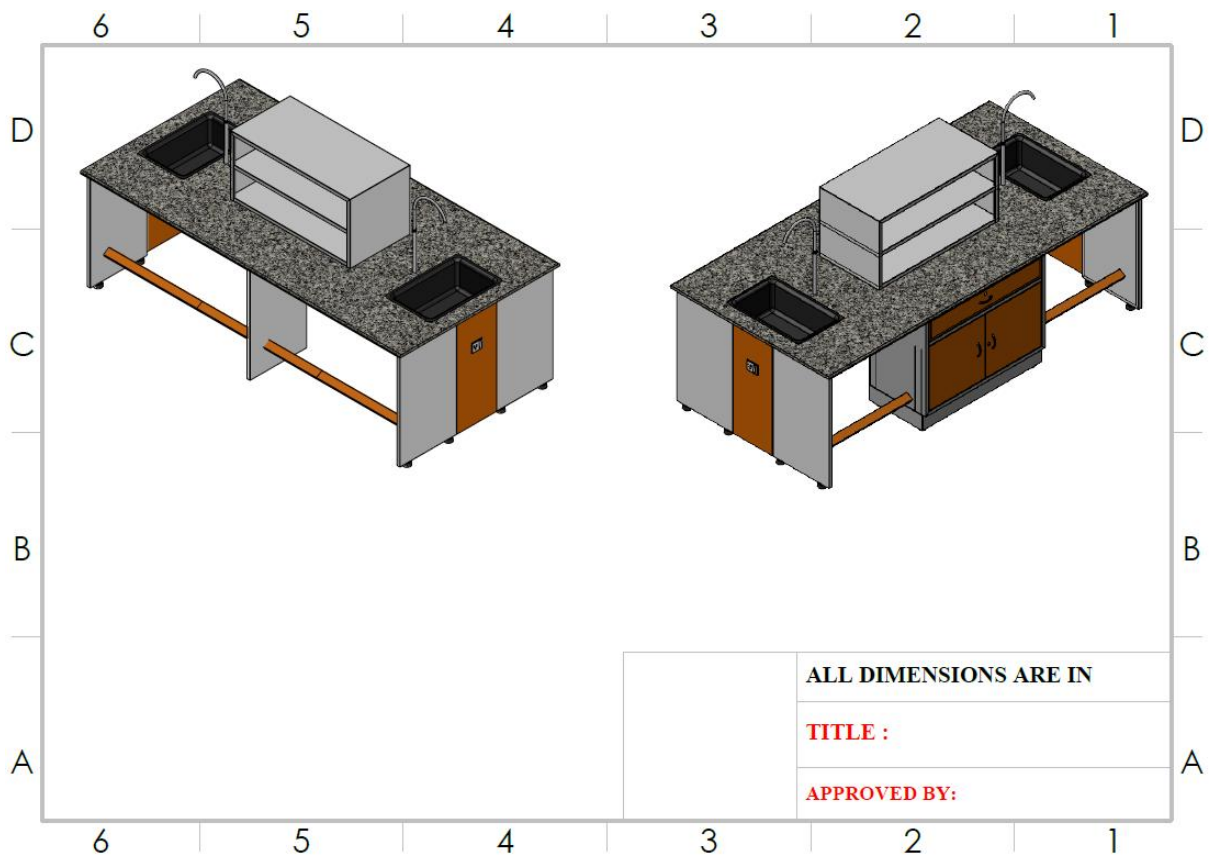 6 5 4 3 2 1
D D
C C
B B
ALL DIMENSIONS ARE IN
TITLE :
A A
APPROVED BY:
6 5 4 3 2 1